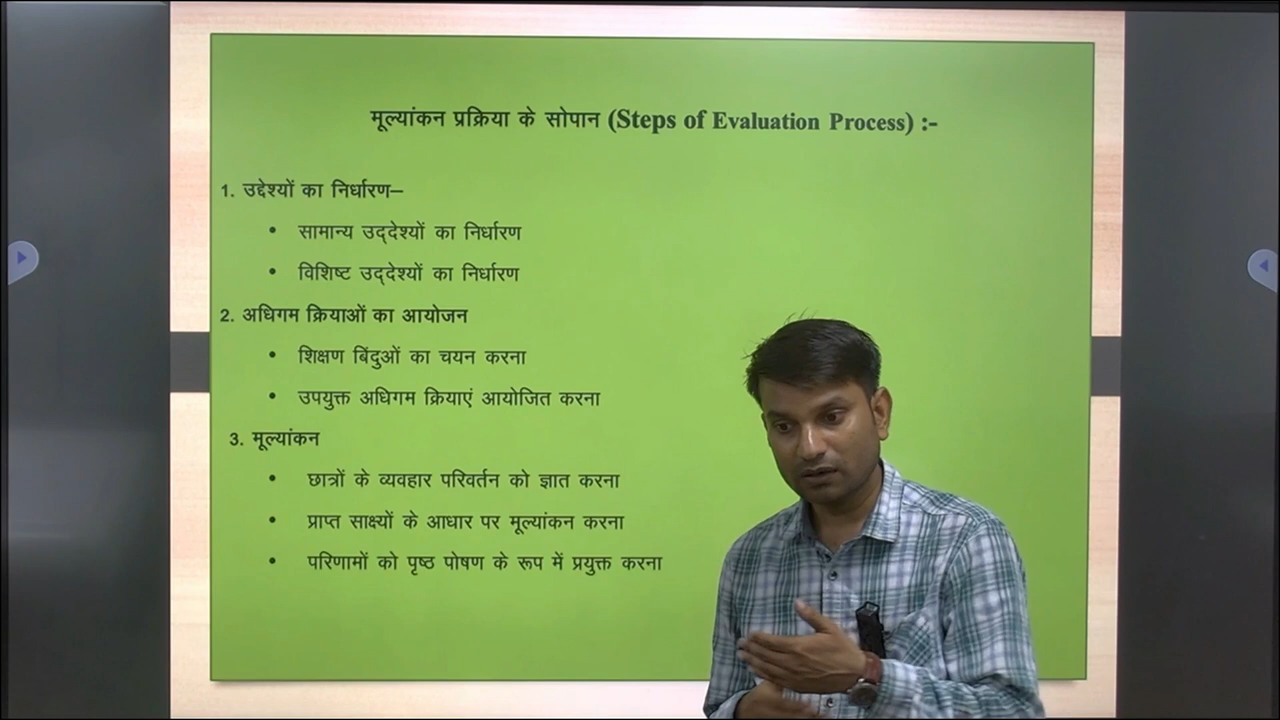 मूल्यांकन प्रक्रिया के सोपान (Steps of Evaluation Process) :-
1. उद्देश्यों का निर्धारण–
• सामान्य उद्‌देश्यों का निर्धारण
• विशिष्ट उद्‌देश्यों का निर्धारण
2. अधिगम क्रियाओं का आयोजन
• शिक्षण बिंदुओं का चयन करना
• उपयुक्त अधिगम क्रियाएं आयोजित करना
3. मूल्यांकन
• छात्रों के व्यवहार परिवर्तन को ज्ञात करना
• प्राप्त साक्ष्यों के आधार पर मूल्यांकन करना
• परिणामों को पृष्ठ पोषण के रूप में प्रयुक्त करना